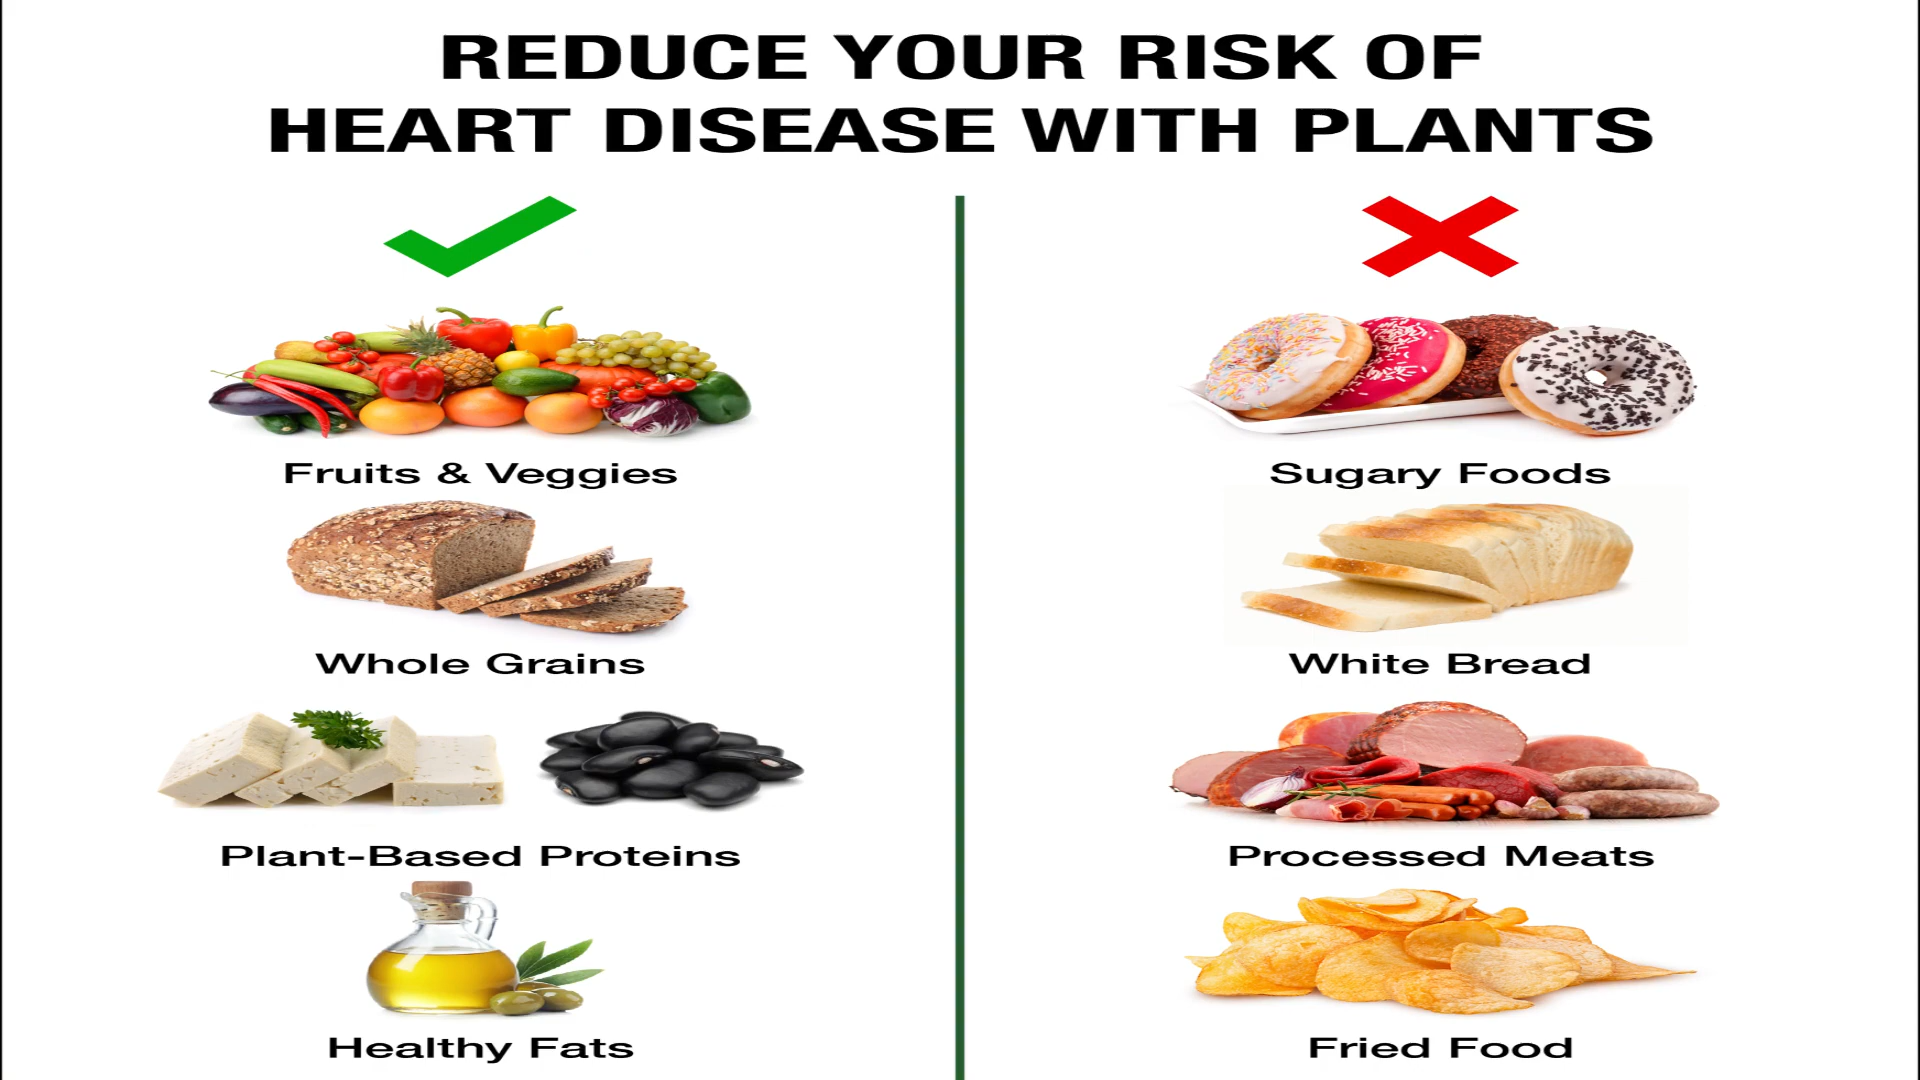 REDUCE YOUR RISK OF
HEART DISEASE WITH PLANTS
Fruits & Veggies
Whole Grains
Plant-Based Proteins
Healthy Fats
Sugary Foods
White Bread
Processed Meats
Fried Food